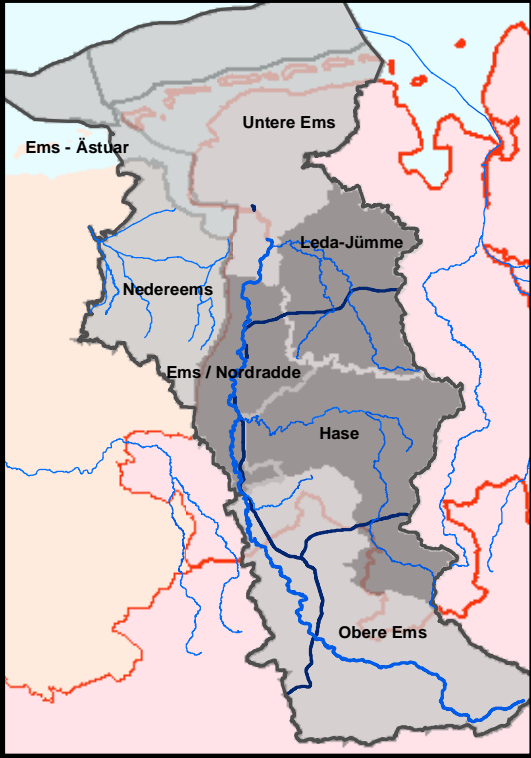 Untere Ems
Ems - Ästuar
Leda-Jümme
Nedereems
Ems / Nordradde
Hase
Obere Ems